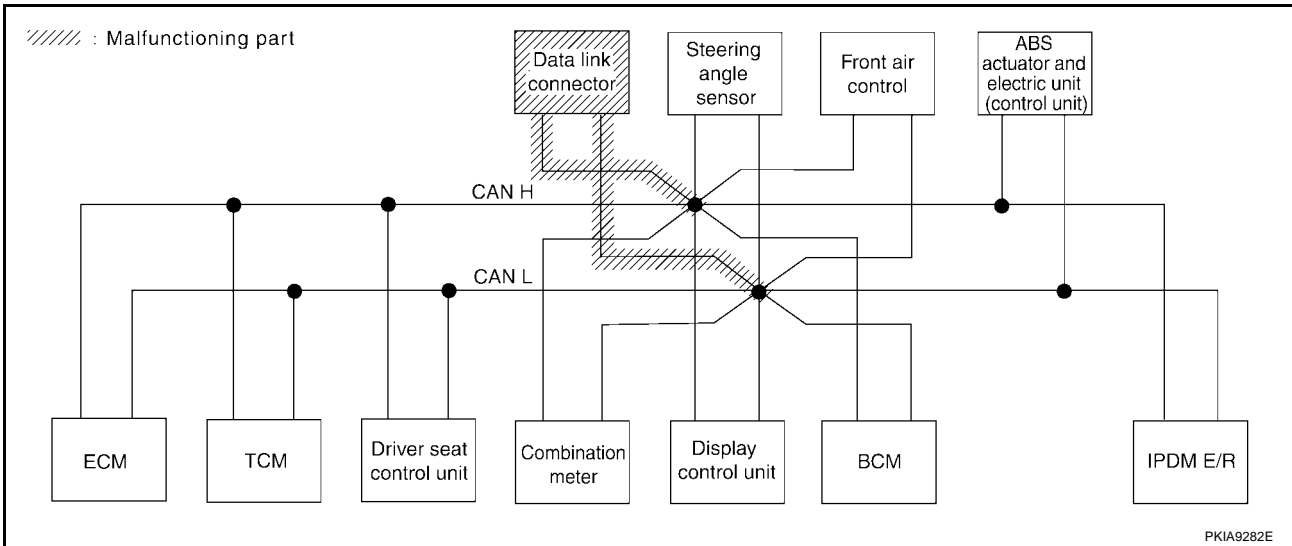 : Malfunctioning part
Data link
connector
Steering
angle
sensor
Front air
control
ABS
actuator and
electric unit
(control unit)
CAN H
CAN L
ECM
TCM
Driver seat
control unit
Combination
meter
Display
control unit
BCM
IPDM E/R
PKIA9282E